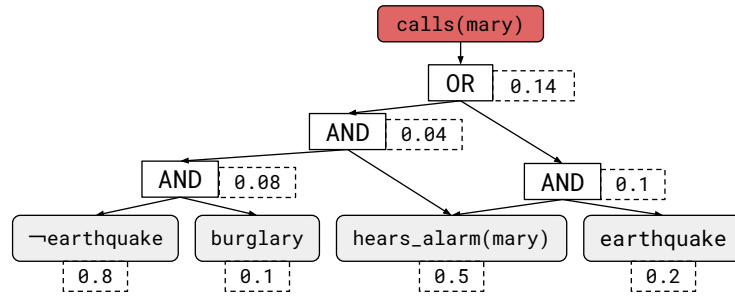 calls(mary)
OR 0.14
AND 0.04
AND 0.08 AND 0.1
¬earthquake burglary hears_alarm(mary) earthquake
0.8 0.1 0.5 0.2